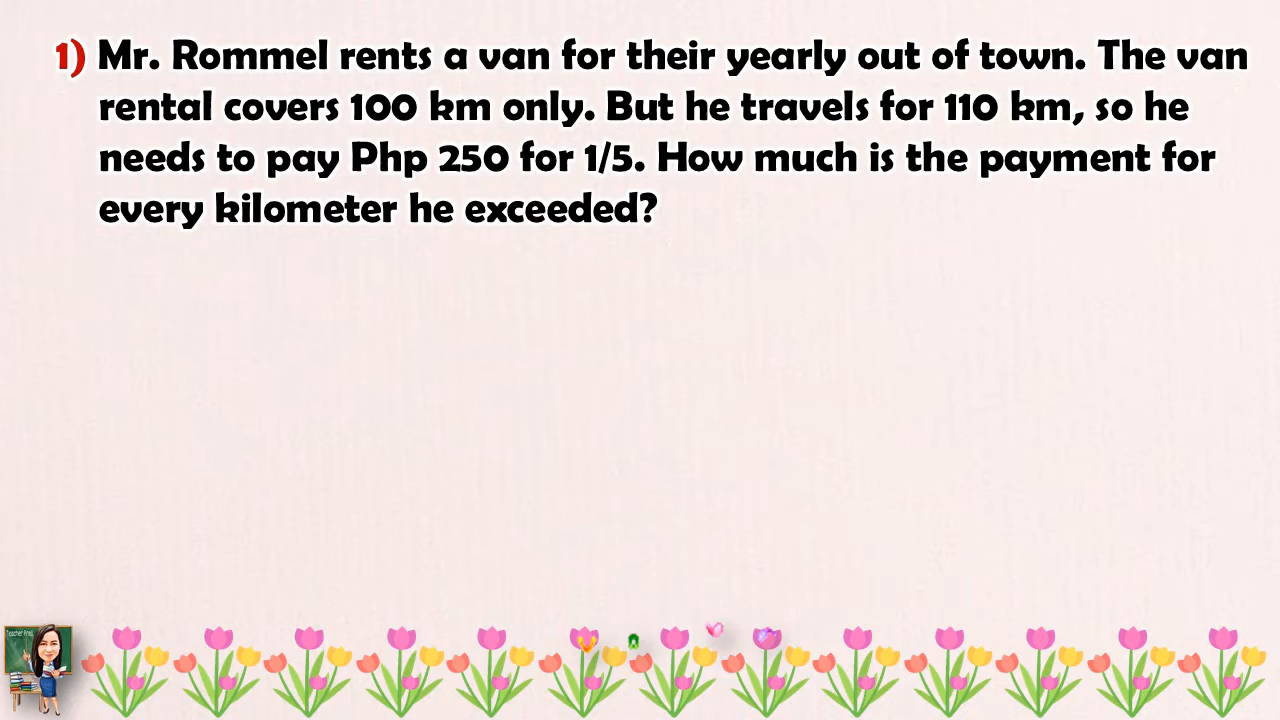 1) Mr. Rommel rents a van for their yearly out of town. The van
rental covers 100 km only. But he travels for 110 km, so he
needs to pay Php 250 for 1/5. How much is the payment for
every kilometer he exceeded?